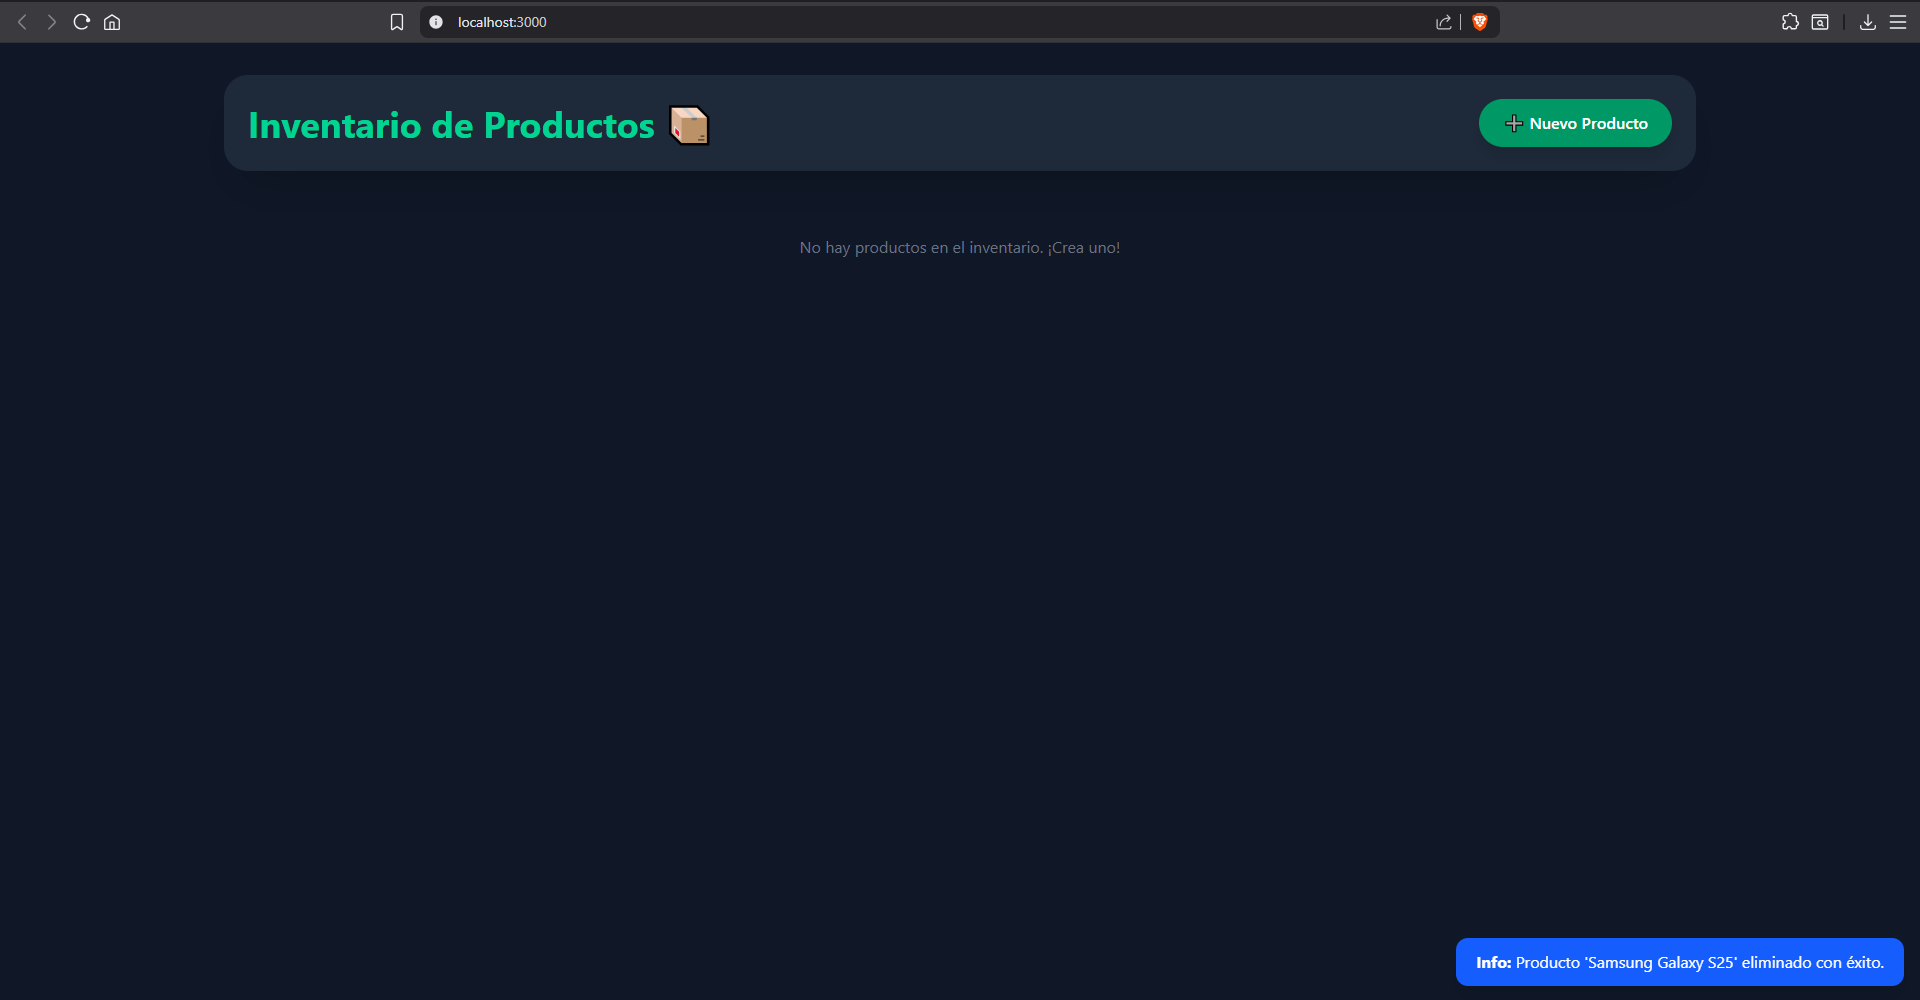 localhost:3000
Inventario de Productos 📦
➕ Nuevo Producto
No hay productos en el inventario. ¡Crea uno!
Info: Producto 'Samsung Galaxy S25' eliminado con éxito.